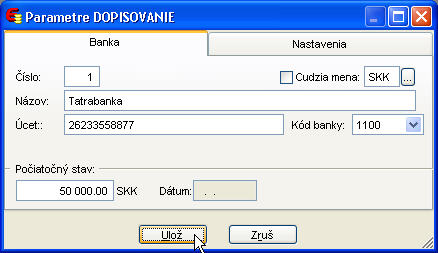 Parametre DOPISOVANIE
Banka Nastavenia
Číslo: 1 Cudzia mena: SKK ...
Názov: Tatrabanka
Účet:: 26233558877 Kód banky: 1100
Počiatočný stav:
50 000.00 SKK Dátum: . .
Ulož Zruš